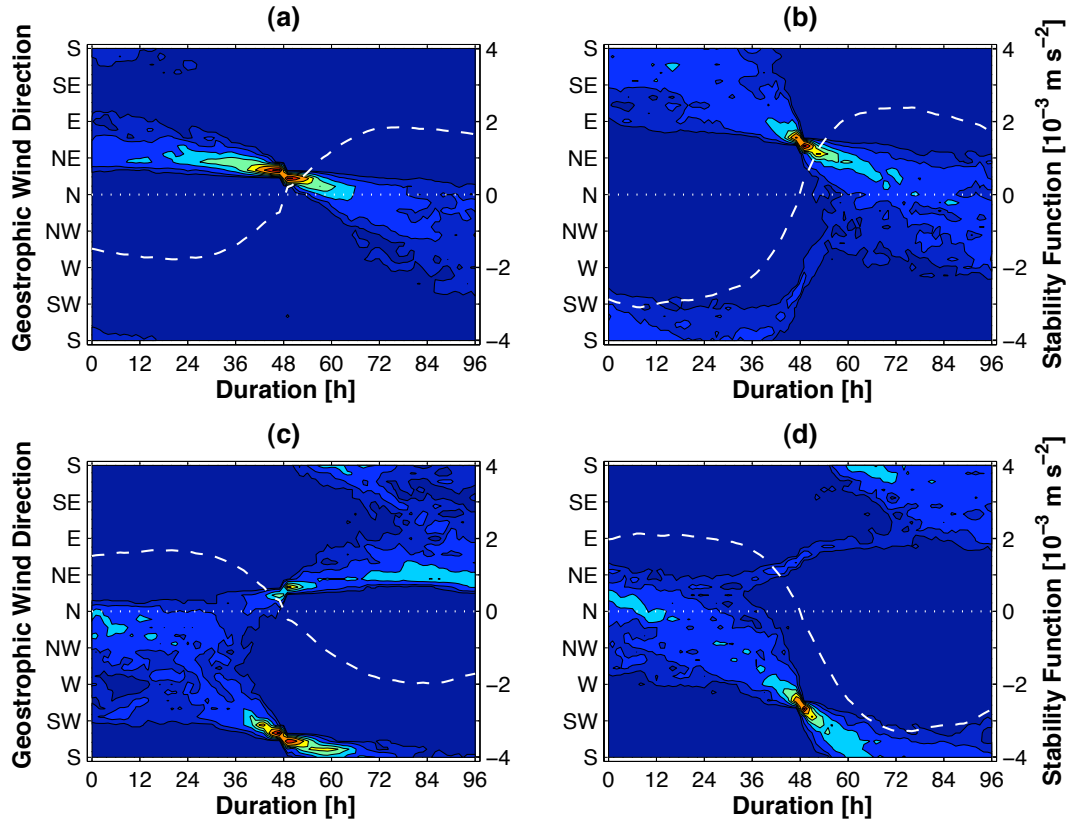 (a)
(b)
Geostrophic Wind Direction
S
SE
E
NE
N
NW
W
SW
S
4
2
0
−2
−4
0 12 24 36 48 60 72 84 96
Duration [h]
S
SE
E
NE
N
NW
W
SW
S
4
2
0
−2
−4
Stability Function [10⁻³ m s⁻²]
0 12 24 36 48 60 72 84 96
Duration [h]
(c)
(d)
Geostrophic Wind Direction
S
SE
E
NE
N
NW
W
SW
S
4
2
0
−2
−4
0 12 24 36 48 60 72 84 96
Duration [h]
S
SE
E
NE
N
NW
W
SW
S
4
2
0
−2
−4
Stability Function [10⁻³ m s⁻²]
0 12 24 36 48 60 72 84 96
Duration [h]